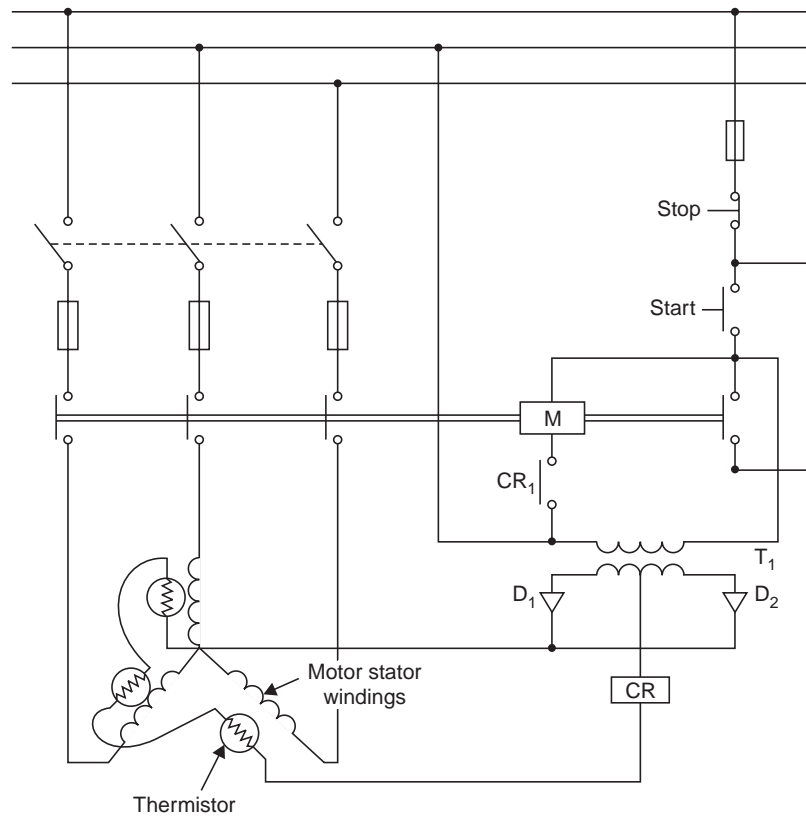 Stop
Start
M
CR₁
T₁
D₁
D₂
Motor stator
windings
CR
Thermistor